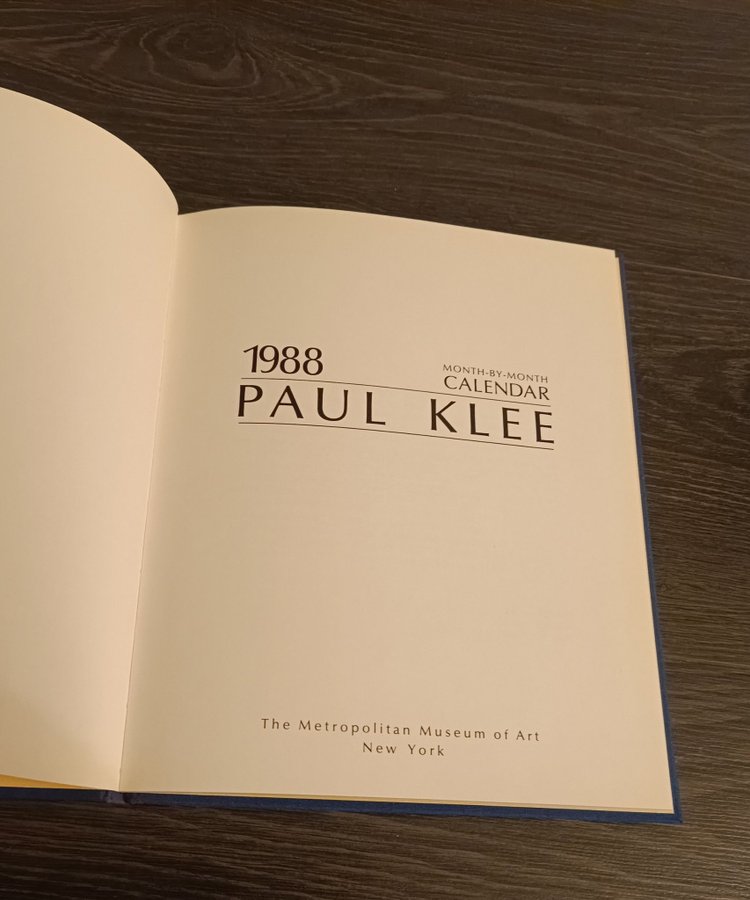 1988
MONTH-BY-MONTH
CALENDAR
PAUL KLEE
The Metropolitan Museum of Art
New York